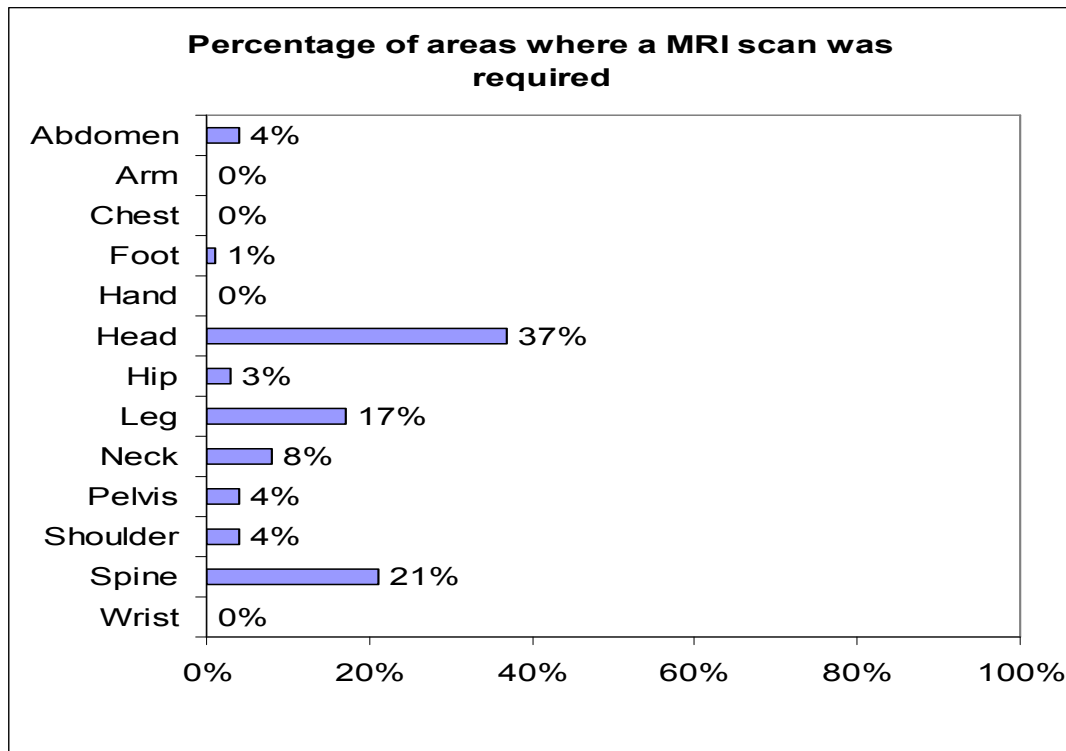 Percentage of areas where a MRI scan was
required
Abdomen 4%
Arm 0%
Chest 0%
Foot 1%
Hand 0%
Head 37%
Hip 3%
Leg 17%
Neck 8%
Pelvis 4%
Shoulder 4%
Spine 21%
Wrist 0%
0% 20% 40% 60% 80% 100%